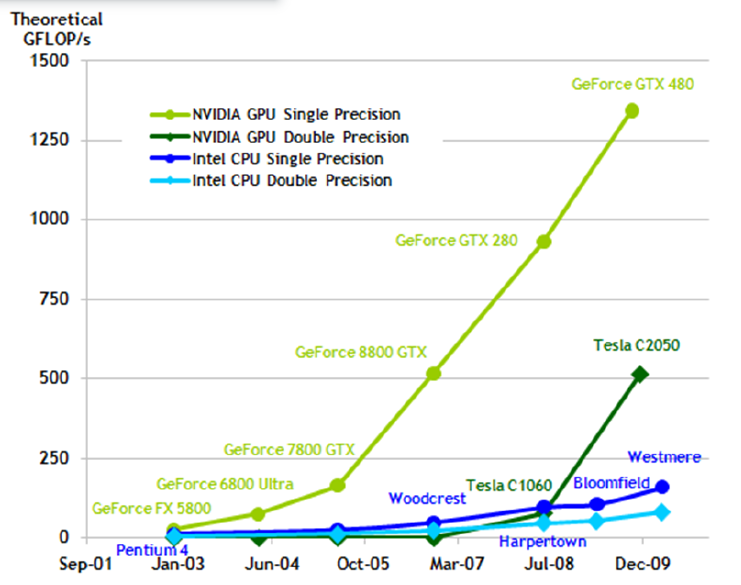 Theoretical
GFLOP/s
1500
GeForce GTX 480
NVIDIA GPU Single Precision
1250
NVIDIA GPU Double Precision
Intel CPU Single Precision
Intel CPU Double Precision
1000
GeForce GTX 280
750
Tesla C2050
GeForce 8800 GTX
500
GeForce 7800 GTX
250
Westmere
GeForce 6800 Ultra
Tesla C1060
Bloomfield
Woodcrest
GeForce FX 5800
0
Harpertown
Pentium 4
Sep-01 Jan-03 Jun-04 Oct-05 Mar-07 Jul-08 Dec-09